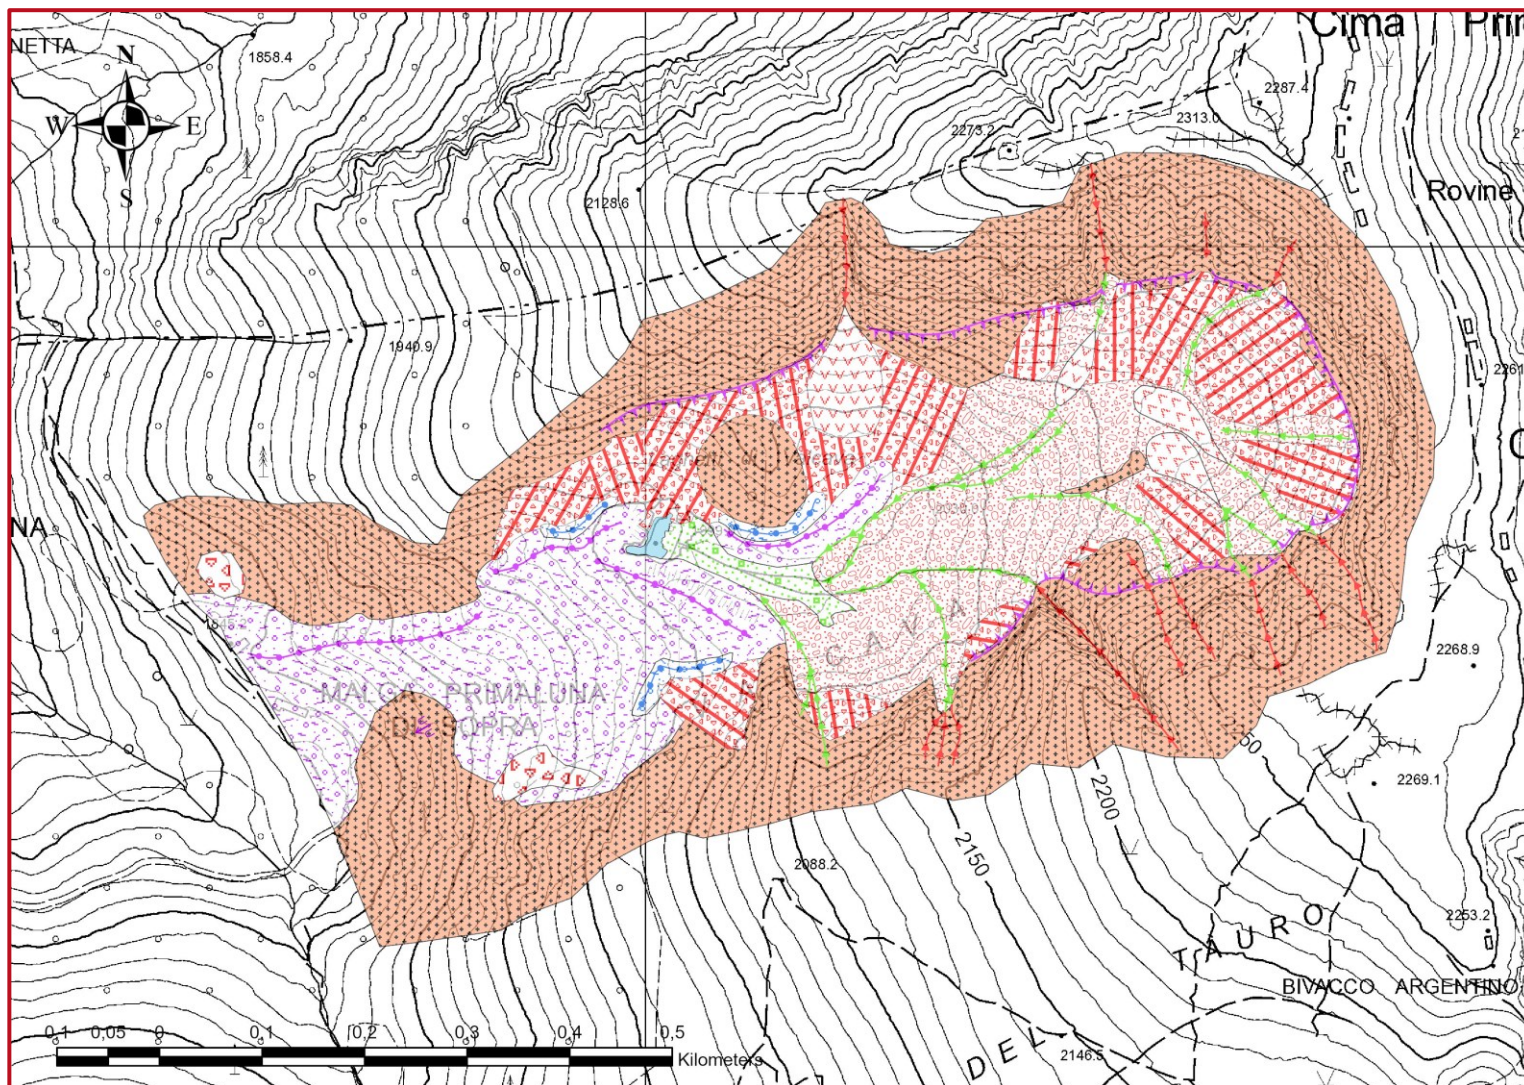 Cima Prim
NETTA
1858.4
N
W E
S
2287.4
2313.0
2273.2
2128.6
Rovine
1940.9
2261
C
NA
CAVA
MALGA PRIMALUNA
DI SOPRA
2268.9
50
2269.1
2200
2150
2088.2
2253.2
TAURO
BIVACCO ARGENTINO
DEL
2146.5
0,1 0,05 0 0,1 0,2 0,3 0,4 0,5
Kilometers